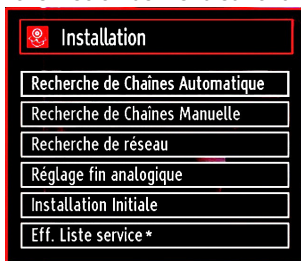 Installation
Recherche de Chaînes Automatique
Recherche de Chaînes Manuelle
Recherche de réseau
Réglage fin analogique
Installation Initiale
Eff. Liste service *